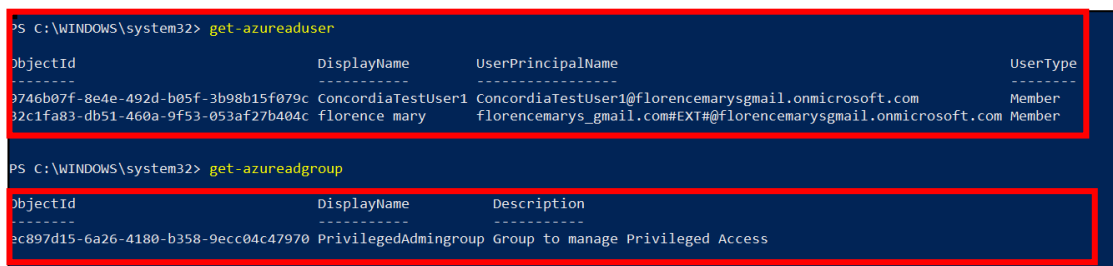 PS C:\WINDOWS\system32> get-azureaduser
ObjectId DisplayName UserPrincipalName UserType
-------- ----------- ----------------- --------
9746b07f-8e4e-492d-b05f-3b98b15f079c ConcordiaTestUser1 ConcordiaTestUser1@florencemarysgmail.onmicrosoft.com Member
32c1fa83-db51-460a-9f53-053af27b404c florence mary florencemarys_gmail.com#EXT#@florencemarysgmail.onmicrosoft.com Member
PS C:\WINDOWS\system32> get-azureadgroup
ObjectId DisplayName Description
-------- ----------- -----------
ec897d15-6a26-4180-b358-9ecc04c47970 PrivilegedAdmingroup Group to manage Privileged Access